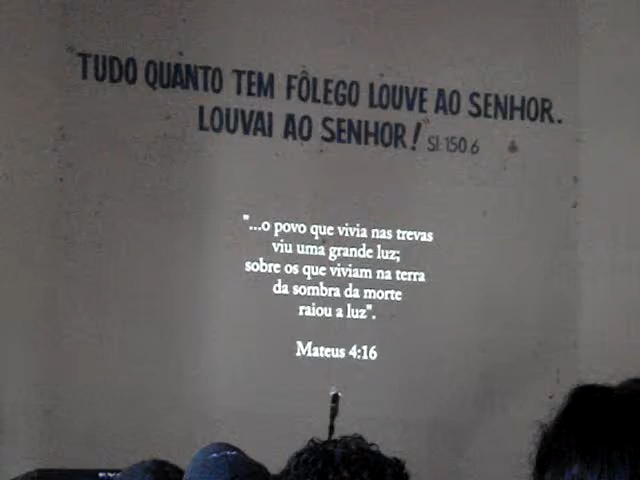 TUDO QUANTO TEM FÔLEGO LOUVE AO SENHOR.
LOUVAI AO SENHOR! Sl. 150 6
"...o povo que vivia nas trevas
viu uma grande luz;
sobre os que viviam na terra
da sombra da morte
raiou a luz".
Mateus 4:16